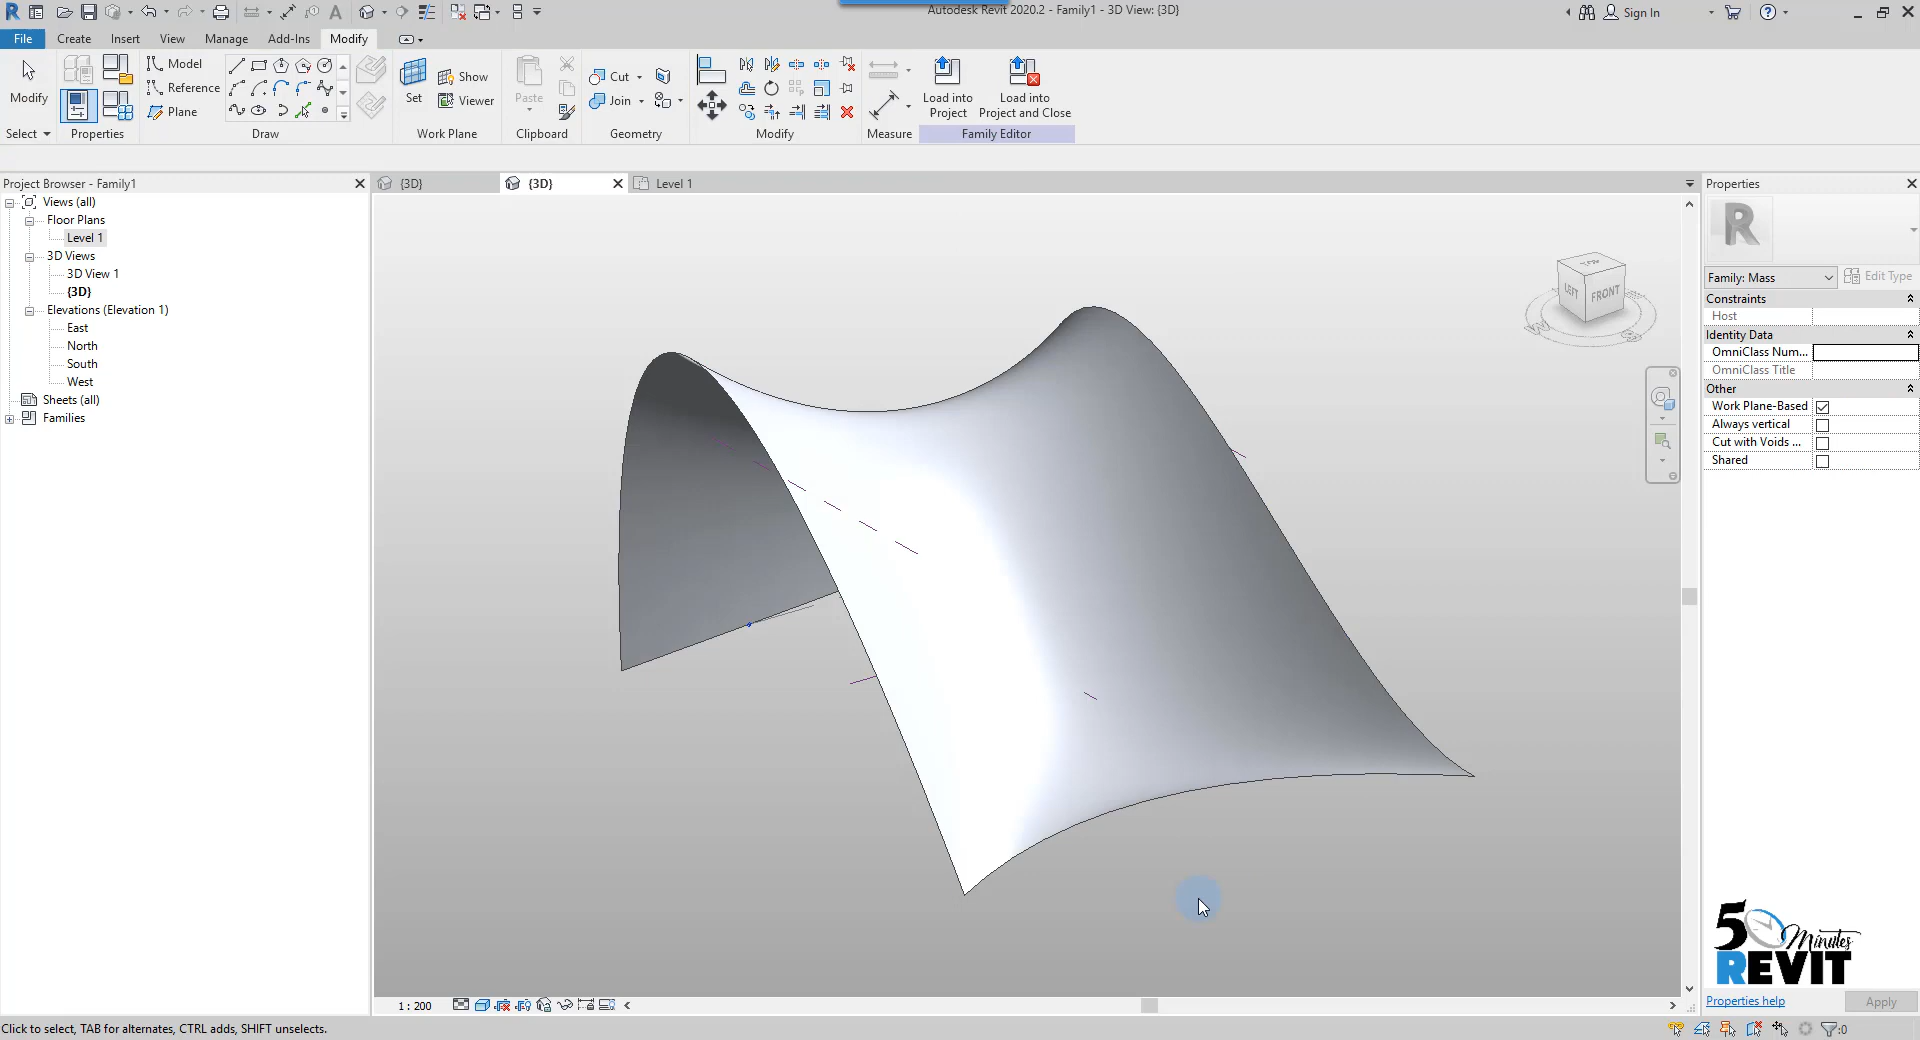 Autodesk Revit 2020.2 - Family1 - 3D View: {3D}
Sign In
File Create Insert View Manage Add-Ins Modify
Modify
Select
Properties
Model
Reference
Plane
Draw
Set
Show
Viewer
Work Plane
Paste
Clipboard
Cut
Join
Geometry
Modify
Measure
Load into
Project
Load into
Project and Close
Family Editor
Project Browser - Family1
Views (all)
Floor Plans
Level 1
3D Views
3D View 1
{3D}
Elevations (Elevation 1)
East
North
South
West
Sheets (all)
Families
{3D}
{3D}
Level 1
TOP
LEFT
FRONT
W
S
Properties
R
Family: Mass
Edit Type
Constraints
Host
Identity Data
OmniClass Num...
OmniClass Title
Other
Work Plane-Based
Always vertical
Cut with Voids ...
Shared
5 Minutes
REVIT
Properties help
Apply
1 : 200
Click to select, TAB for alternates, CTRL adds, SHIFT unselects.
:0